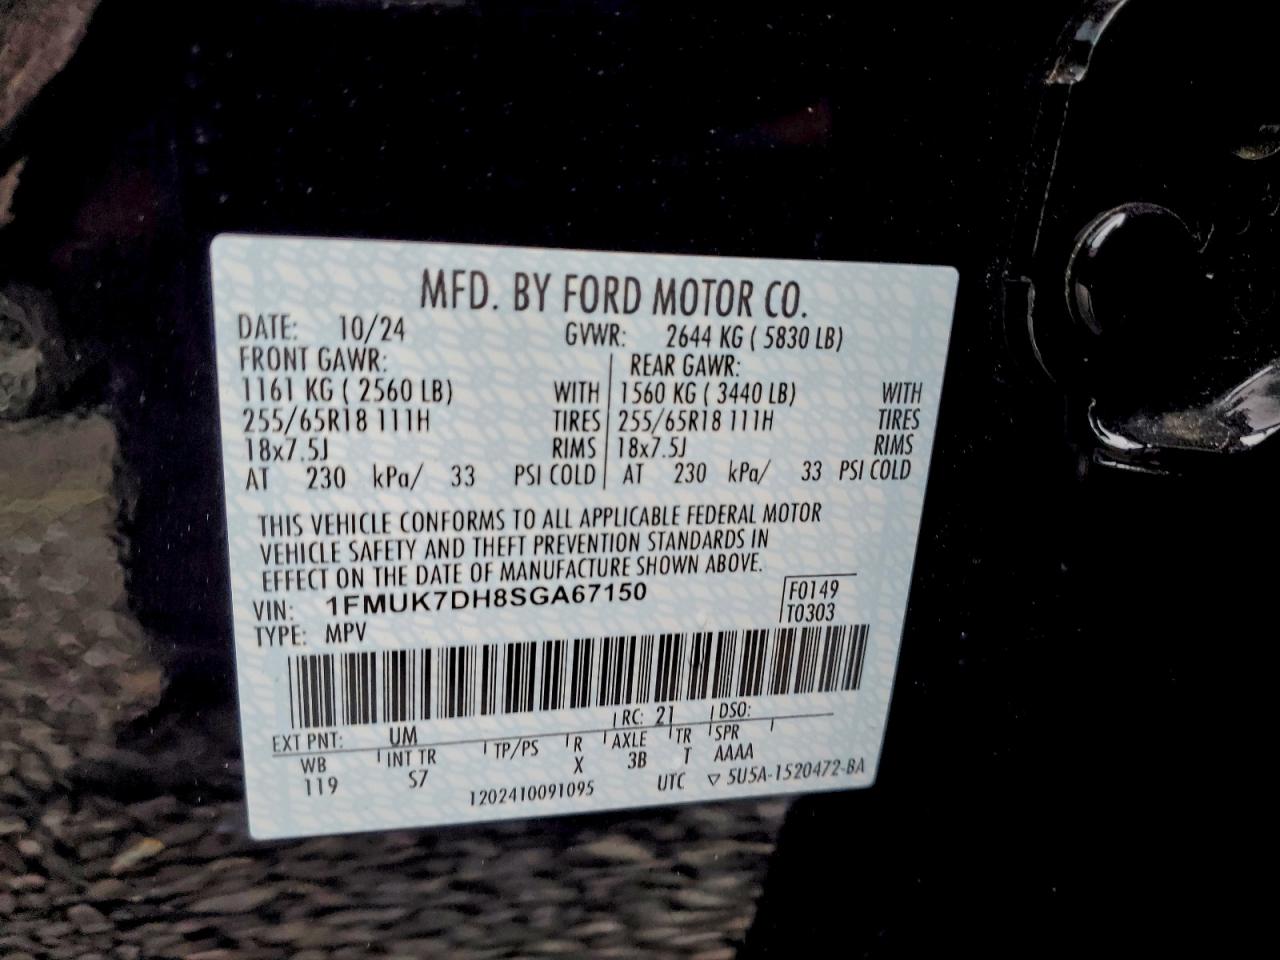 MFD. BY FORD MOTOR CO.
DATE: 10/24 GVWR: 2644 KG ( 5830 LB)
FRONT GAWR: REAR GAWR:
1161 KG ( 2560 LB) WITH 1560 KG ( 3440 LB) WITH
255/65R18 111H TIRES 255/65R18 111H TIRES
18x7.5J RIMS 18x7.5J RIMS
AT 230 kPa/ 33 PSI COLD AT 230 kPa/ 33 PSI COLD
THIS VEHICLE CONFORMS TO ALL APPLICABLE FEDERAL MOTOR
VEHICLE SAFETY AND THEFT PREVENTION STANDARDS IN
EFFECT ON THE DATE OF MANUFACTURE SHOWN ABOVE.
VIN: 1FMUK7DH8SGA67150 F0149
TYPE: MPV T0303
EXT PNT: UM RC: 21 DSO:
WB INT TR TP/PS R AXLE TR SPR
119 S7 X 3B T AAAA
1202410091095 UTC ▽ 5U5A-1520472-BA